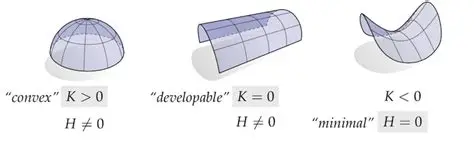 “convex” K > 0 “developable” K = 0 K < 0
H ≠ 0 H ≠ 0 “minimal” H = 0